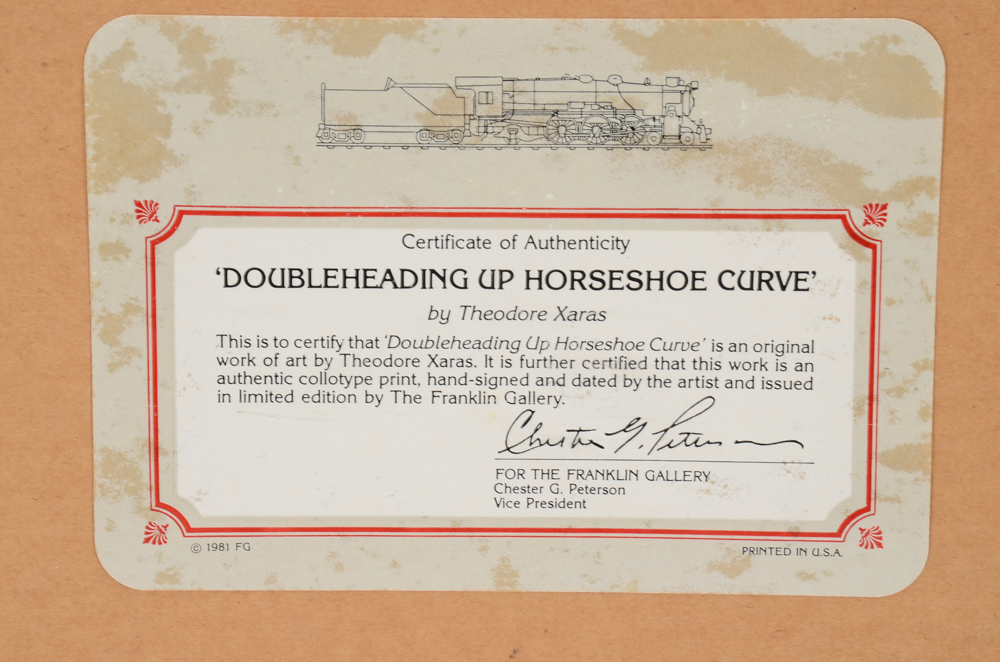 Certificate of Authenticity
‘DOUBLEHEADING UP HORSESHOE CURVE’
by Theodore Xaras
This is to certify that ‘Doubleheading Up Horseshoe Curve’ is an original
work of art by Theodore Xaras. It is further certified that this work is an
authentic collotype print, hand-signed and dated by the artist and issued
in limited edition by The Franklin Gallery.
Chester G. Peterson
FOR THE FRANKLIN GALLERY
Chester G. Peterson
Vice President
© 1981 FG
PRINTED IN U.S.A.